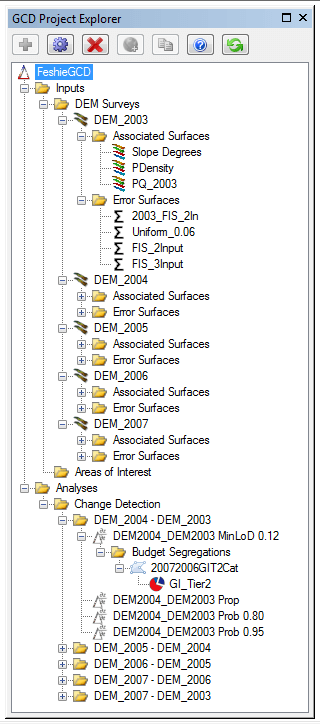 GCD Project Explorer
FeshieGCD
Inputs
DEM Surveys
DEM_2003
Associated Surfaces
Slope Degrees
PDensity
PQ_2003
Error Surfaces
2003_FIS_2In
Uniform_0.06
FIS_2Input
FIS_3Input
DEM_2004
Associated Surfaces
Error Surfaces
DEM_2005
Associated Surfaces
Error Surfaces
DEM_2006
Associated Surfaces
Error Surfaces
DEM_2007
Associated Surfaces
Error Surfaces
Areas of Interest
Analyses
Change Detection
DEM_2004 - DEM_2003
DEM2004_DEM2003 MinLoD 0.12
Budget Segregations
20072006GIT2Cat
GI_Tier2
DEM2004_DEM2003 Prop
DEM2004_DEM2003 Prob 0.80
DEM2004_DEM2003 Prob 0.95
DEM_2005 - DEM_2004
DEM_2006 - DEM_2005
DEM_2007 - DEM_2006
DEM_2007 - DEM_2003